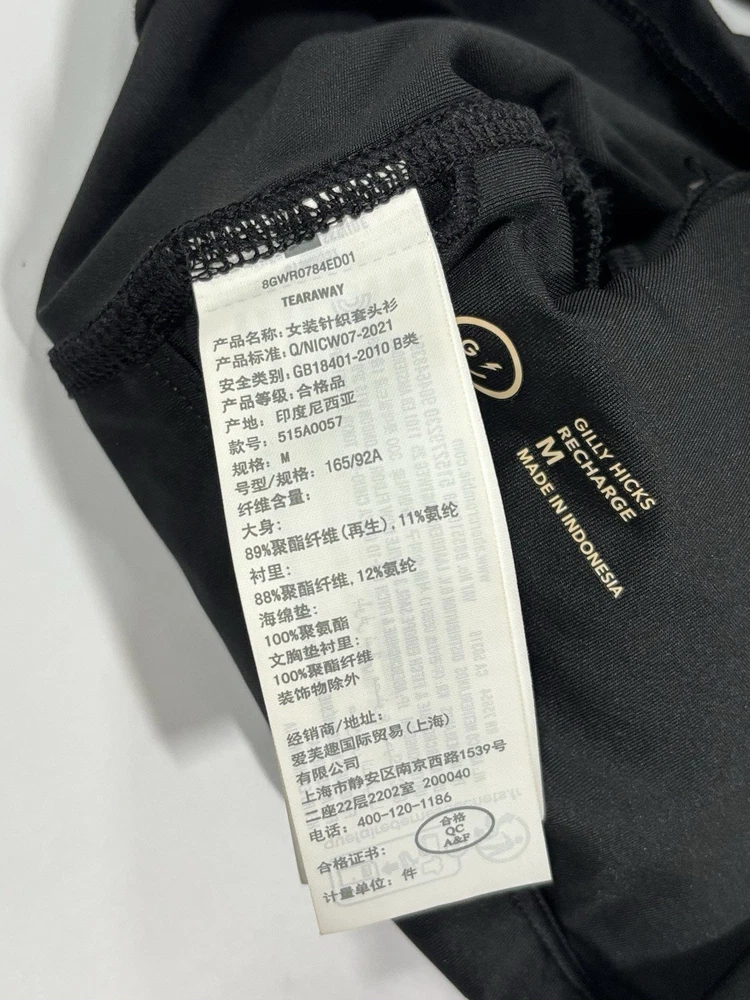 8GWR0784ED01
TEARAWAY
产品名称: 女装针织套头衫
产品标准: Q/NICW07-2021
安全类别: GB18401-2010 B类
产品等级: 合格品
产地: 印度尼西亚
款号: 515A0057
规格: M
号型/规格: 165/92A
纤维含量:
大身:
89%聚酯纤维(再生), 11%氨纶
衬里:
88%聚酯纤维, 12%氨纶
海绵垫:
100%聚氨酯
文胸垫衬里:
100%聚酯纤维
装饰物除外
经销商/地址:
爱芙趣国际贸易(上海)
有限公司
上海市静安区南京西路1539号
二座22层2202室 200040
电话: 400-120-1186
合格证书:
合格
QC
A&F
计量单位: 件
G
GILLY HICKS
RECHARGE
M
MADE IN INDONESIA